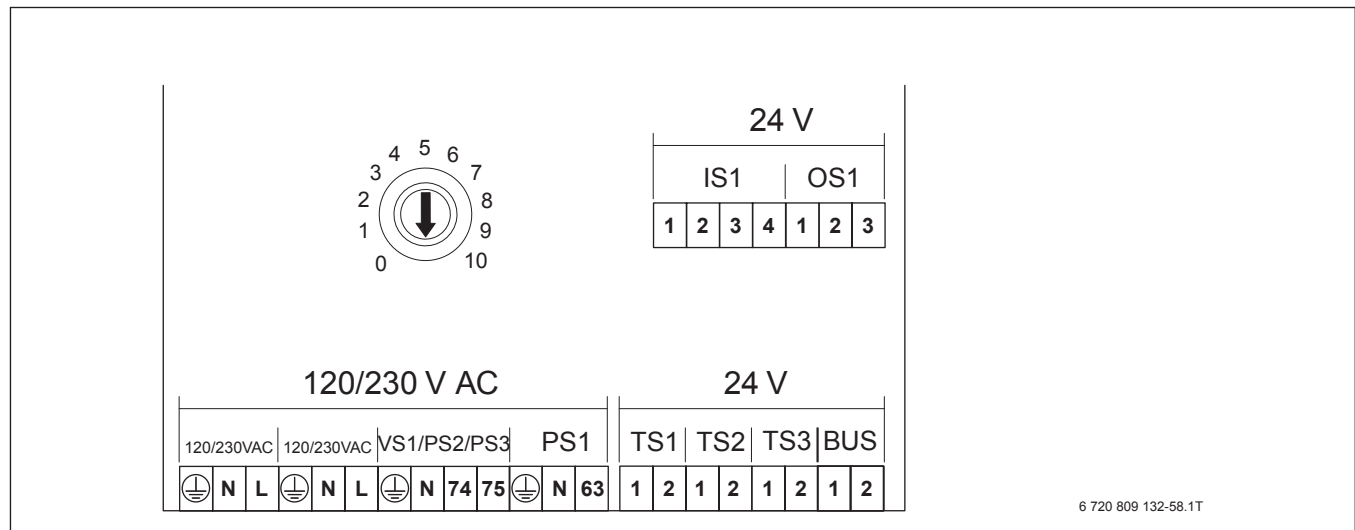 24 V
IS1 OS1
1 2 3 4 1 2 3
5
4 6
3 7
2 8
1 9
0 10
120/230 V AC 24 V
120/230VAC 120/230VAC VS1/PS2/PS3 PS1 TS1 TS2 TS3 BUS
N L N L N 74 75 N 63 1 2 1 2 1 2 1 2
6 720 809 132-58.1T